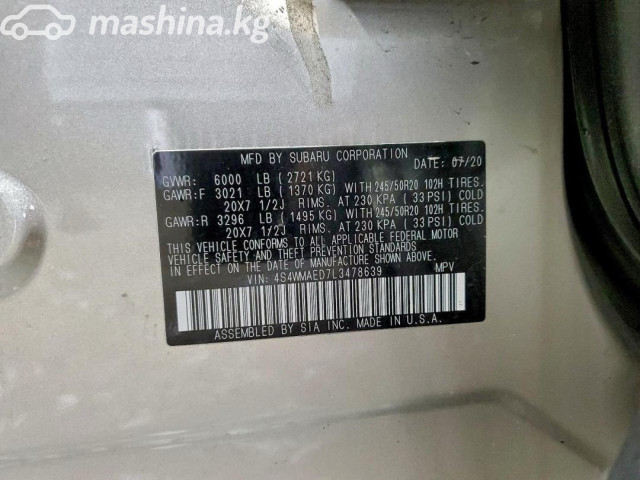 mashina.kg
MFD BY SUBARU CORPORATION
DATE: 07/20
GVWR: 6000 LB (2721 KG)
GAWR:F 3021 LB (1370 KG) WITH 245/50R20 102H TIRES.
20X7 1/2J RIMS. AT 230 KPA (33 PSI) COLD
GAWR:R 3296 LB (1495 KG) WITH 245/50R20 102H TIRES.
20X7 1/2J RIMS. AT 230 KPA (33 PSI) COLD
THIS VEHICLE CONFORMS TO ALL APPLICABLE FEDERAL MOTOR
VEHICLE SAFETY AND THEFT PREVENTION STANDARDS
IN EFFECT ON THE DATE OF MANUFACTURE SHOWN ABOVE.
VIN: 4S4WMAED7L3478639 MPV
ASSEMBLED BY SIA INC. MADE IN U.S.A.